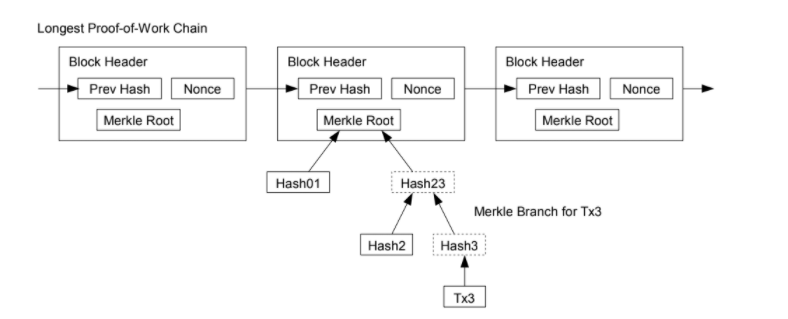 Longest Proof-of-Work Chain
Block Header
Prev Hash
Nonce
Merkle Root
Block Header
Prev Hash
Nonce
Merkle Root
Block Header
Prev Hash
Nonce
Merkle Root
Hash01
Hash23
Merkle Branch for Tx3
Hash2
Hash3
Tx3